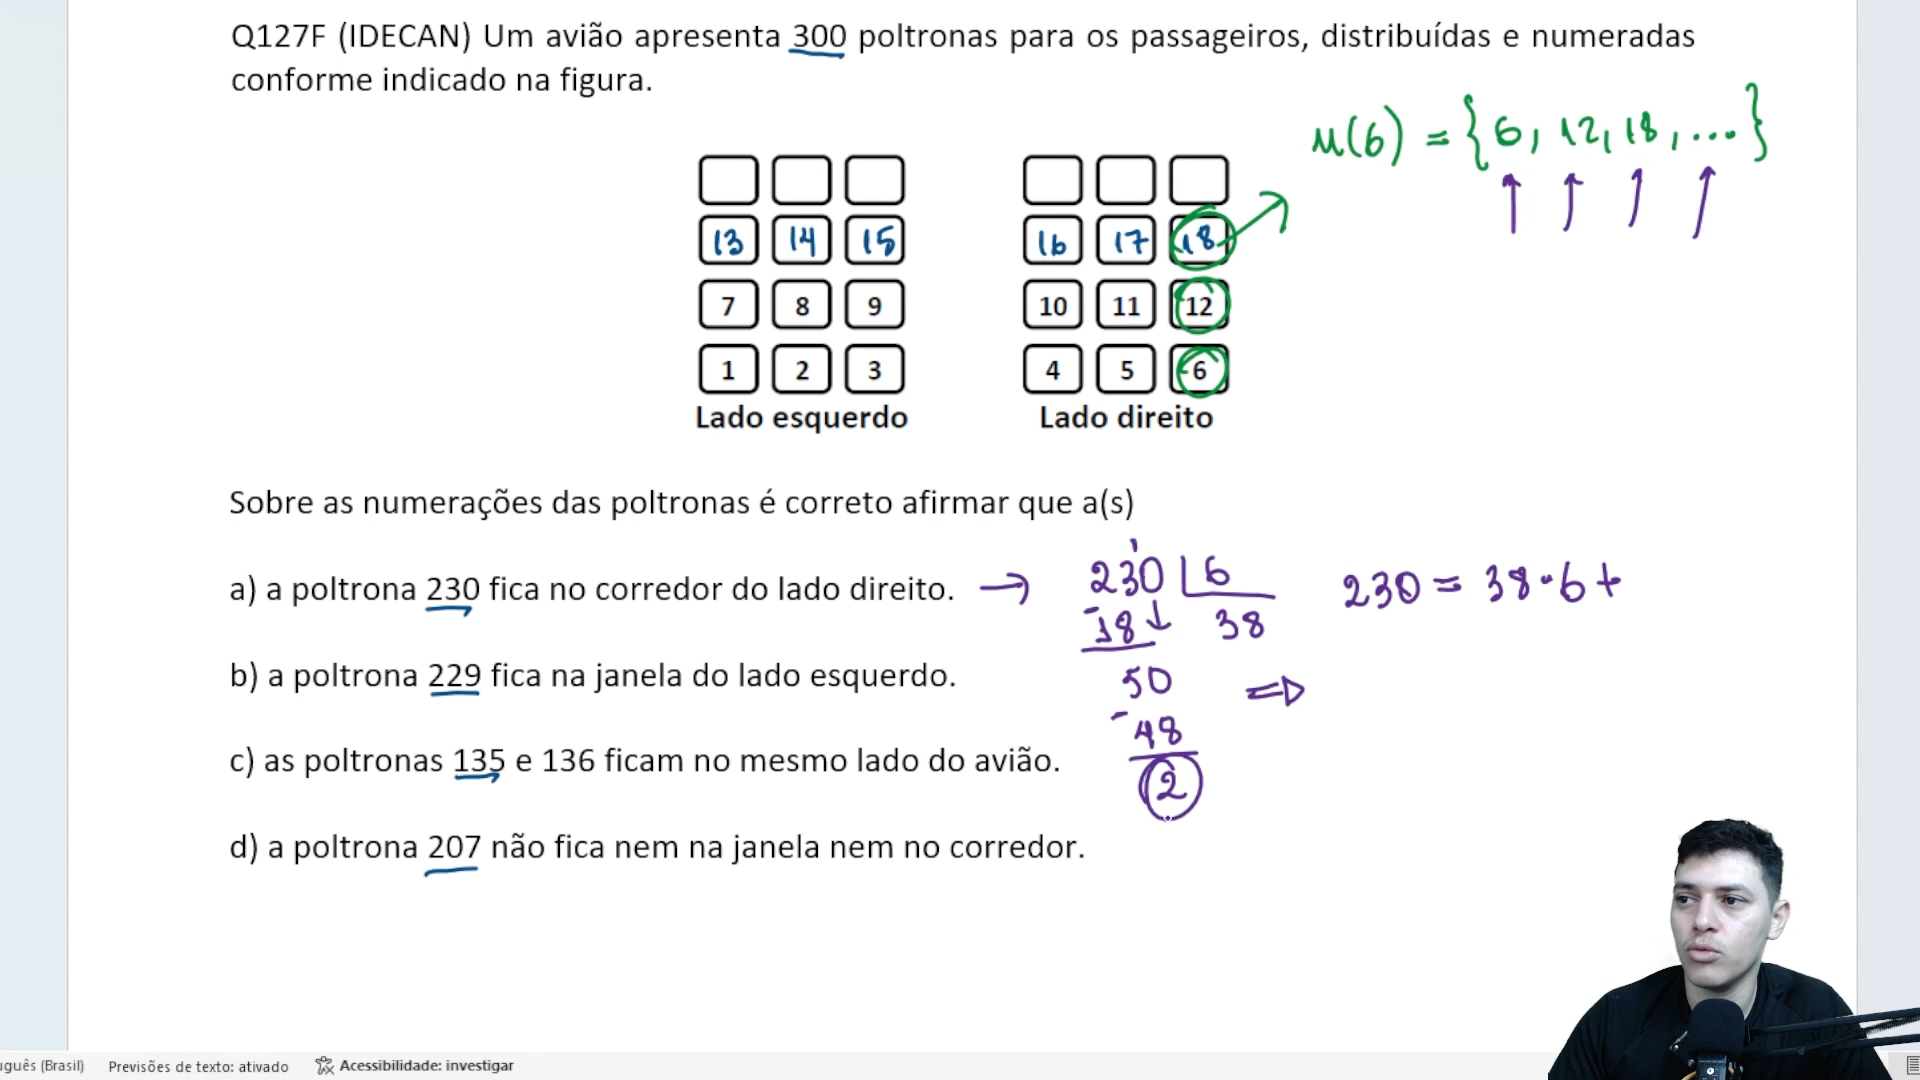 Q127F (IDECAN) Um avião apresenta 300 poltronas para os passageiros, distribuídas e numeradas
conforme indicado na figura.
M(6) = {6, 12, 18, ...}
13 14 15 16 17 18
7 8 9 10 11 12
1 2 3 4 5 6
Lado esquerdo Lado direito
Sobre as numerações das poltronas é correto afirmar que a(s)
a) a poltrona 230 fica no corredor do lado direito.
230 6
230 = 38·6+
-18 38
b) a poltrona 229 fica na janela do lado esquerdo.
50 ⇒
-48
c) as poltronas 135 e 136 ficam no mesmo lado do avião.
2
d) a poltrona 207 não fica nem na janela nem no corredor.
uguês (Brasil) Previsões de texto: ativado Acessibilidade: investigar